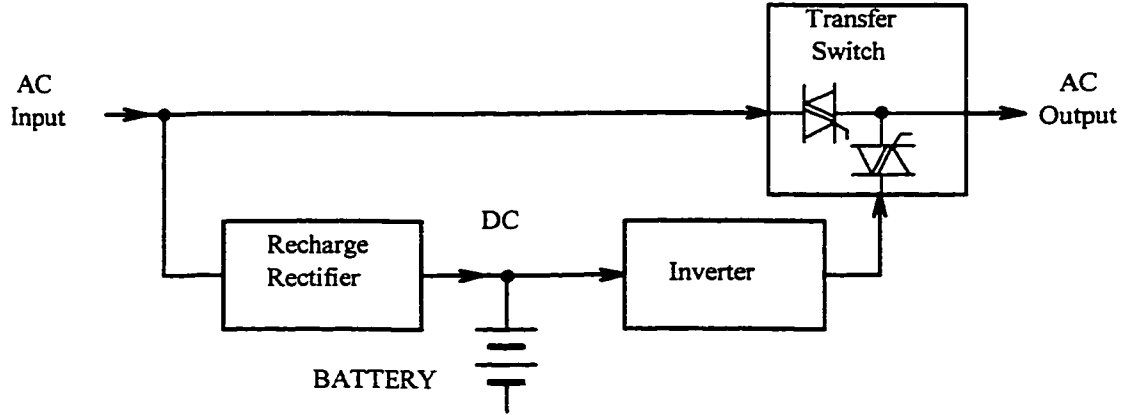 Transfer
Switch
AC
Input
AC
Output
DC
Recharge
Rectifier
Inverter
BATTERY